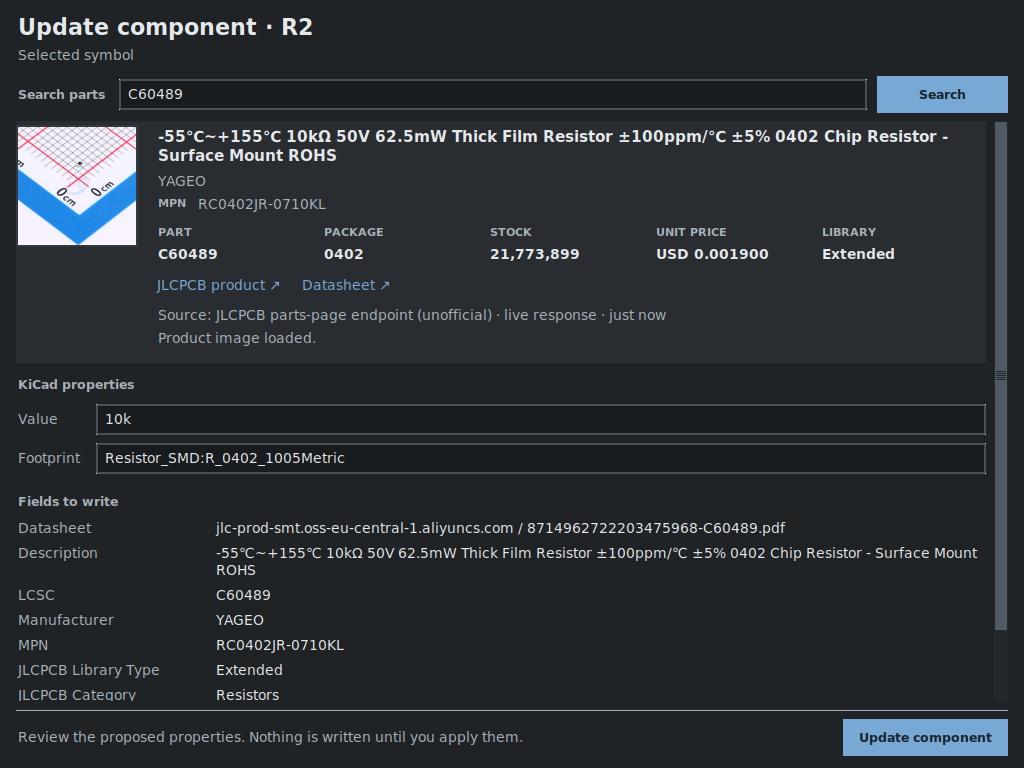 Update component · R2
Selected symbol
Search parts
C60489
Search
-55℃~+155℃ 10kΩ 50V 62.5mW Thick Film Resistor ±100ppm/℃ ±5% 0402 Chip Resistor -
Surface Mount ROHS
YAGEO
MPN RC0402JR-0710KL
PART PACKAGE STOCK UNIT PRICE LIBRARY
C60489 0402 21,773,899 USD 0.001900 Extended
JLCPCB product ↗ Datasheet ↗
Source: JLCPCB parts-page endpoint (unofficial) · live response · just now
Product image loaded.
0cm 0cm
KiCad properties
Value 10k
Footprint Resistor_SMD:R_0402_1005Metric
Fields to write
Datasheet jlc-prod-smt.oss-eu-central-1.aliyuncs.com / 8714962722203475968-C60489.pdf
Description -55℃~+155℃ 10kΩ 50V 62.5mW Thick Film Resistor ±100ppm/℃ ±5% 0402 Chip Resistor - Surface Mount
ROHS
LCSC C60489
Manufacturer YAGEO
MPN RC0402JR-0710KL
JLCPCB Library Type Extended
JLCPCB Category Resistors
Review the proposed properties. Nothing is written until you apply them.
Update component